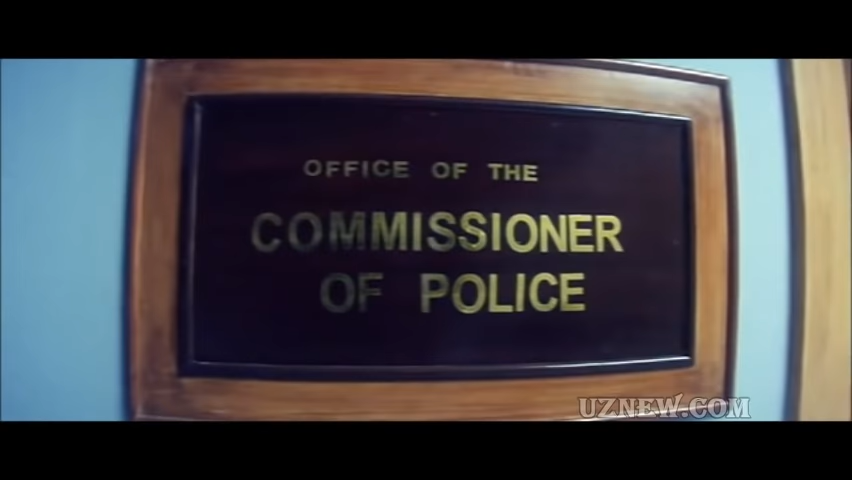 OFFICE OF THE
COMMISSIONER
OF POLICE
UZNEW.COM